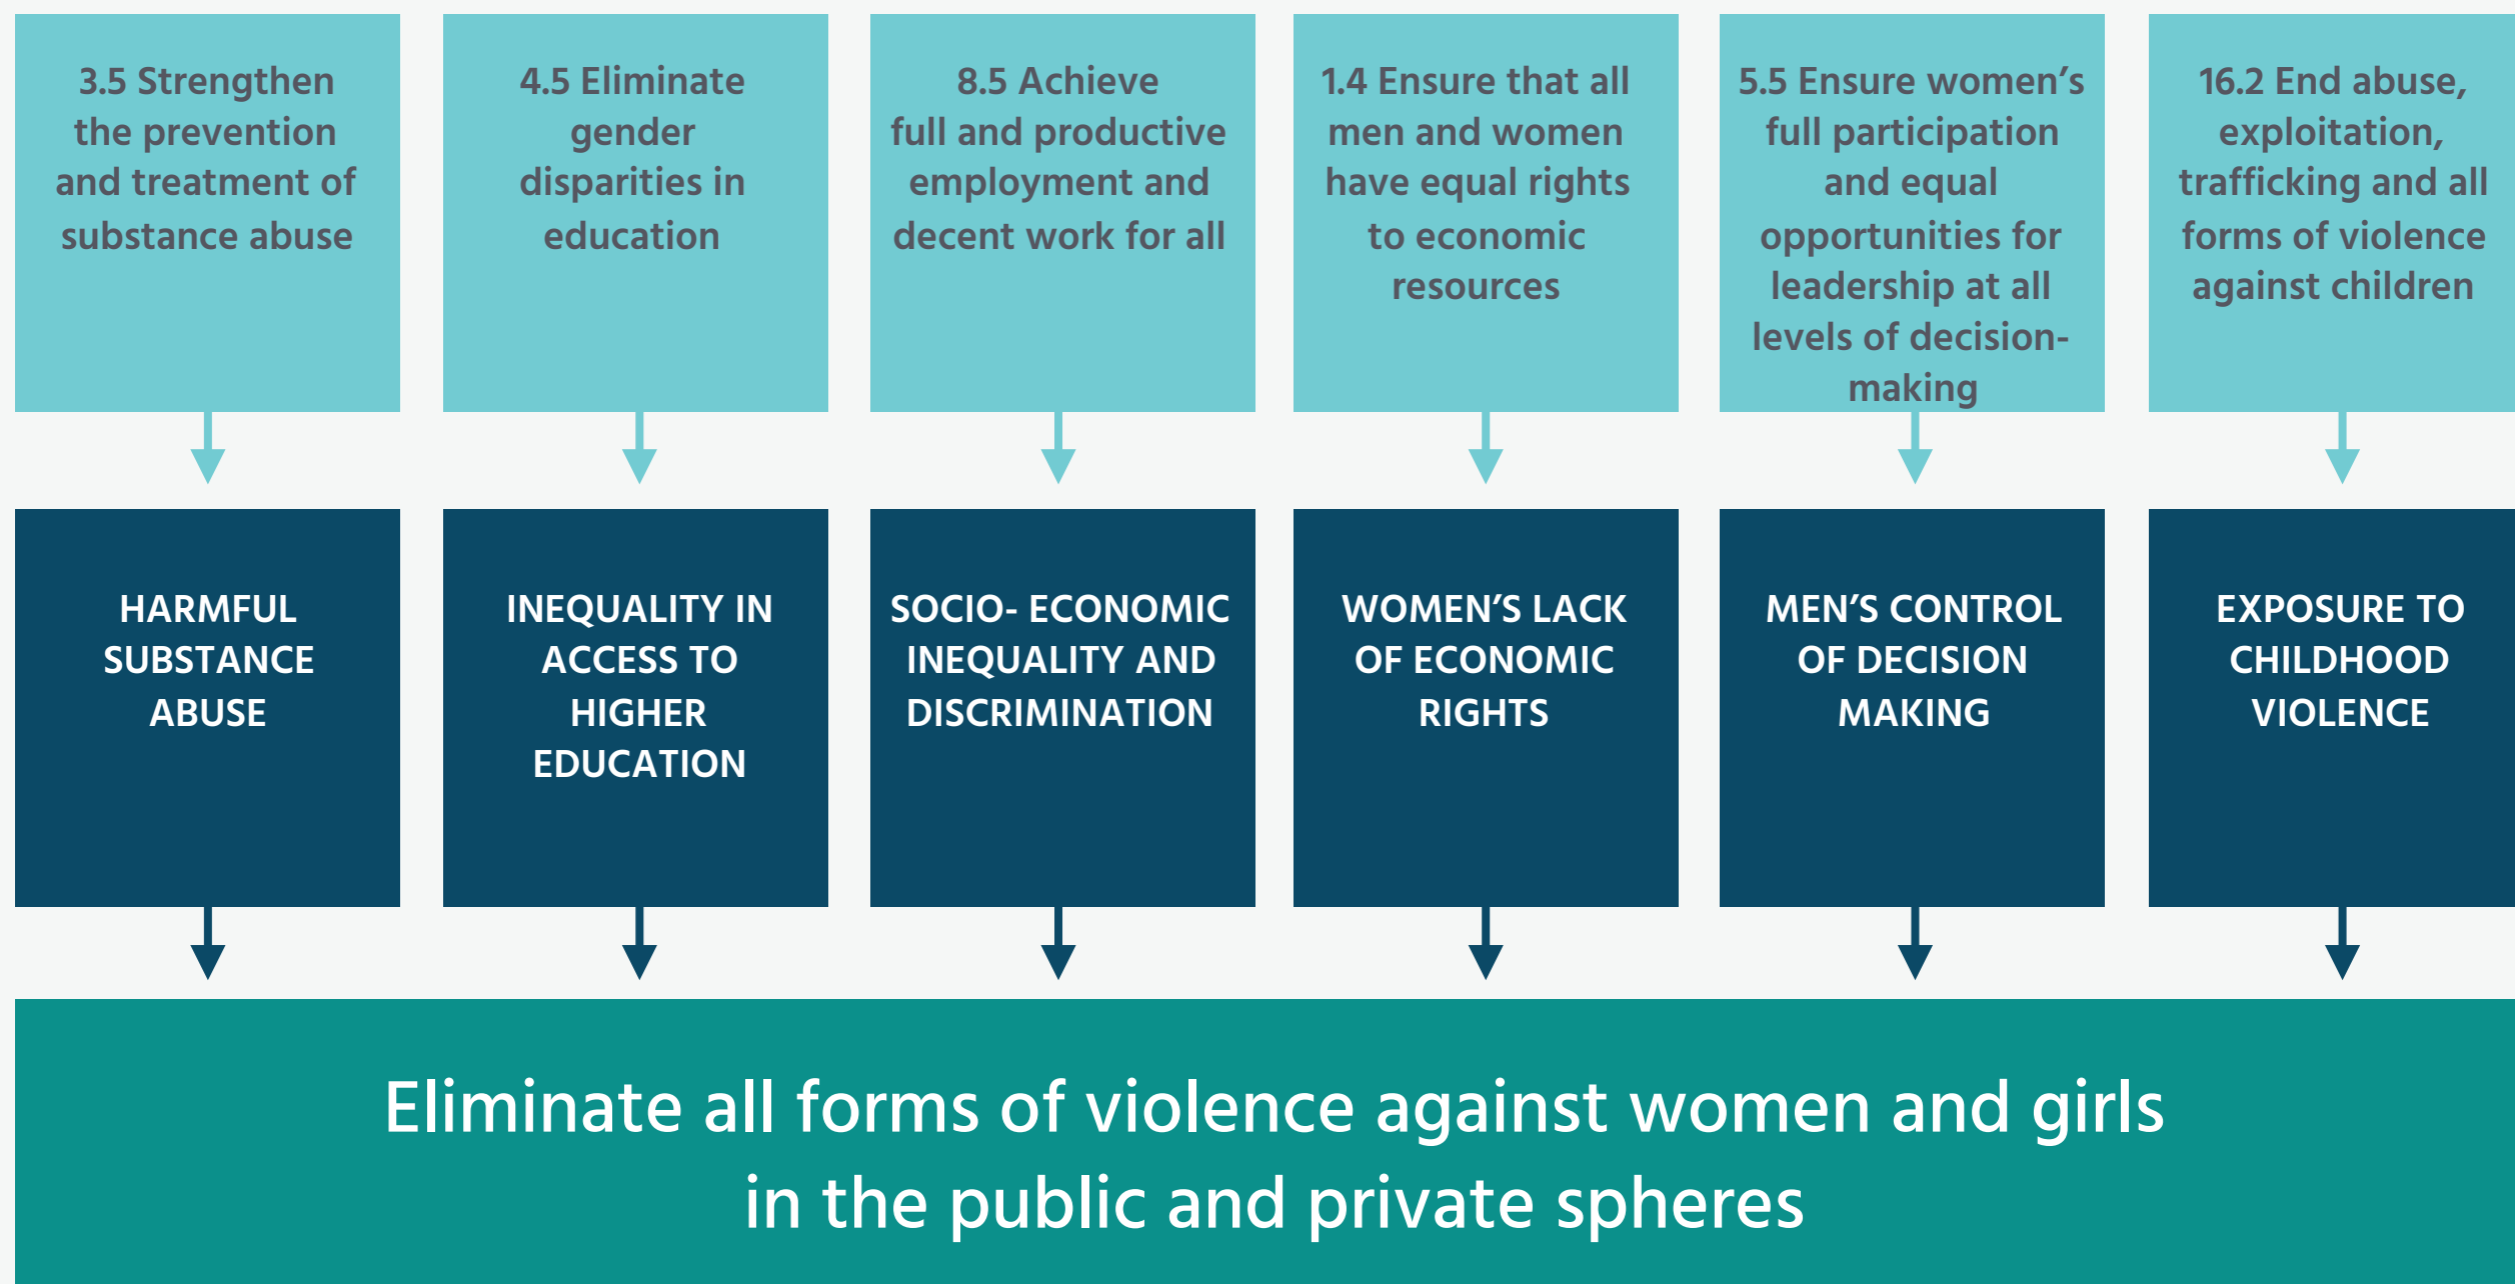 3.5 Strengthen
the prevention
and treatment of
substance abuse
4.5 Eliminate
gender
disparities in
education
8.5 Achieve
full and productive
employment and
decent work for all
1.4 Ensure that all
men and women
have equal rights
to economic
resources
5.5 Ensure women’s
full participation
and equal
opportunities for
leadership at all
levels of decision-
making
16.2 End abuse,
exploitation,
trafficking and all
forms of violence
against children
HARMFUL
SUBSTANCE
ABUSE
INEQUALITY IN
ACCESS TO
HIGHER
EDUCATION
SOCIO- ECONOMIC
INEQUALITY AND
DISCRIMINATION
WOMEN’S LACK
OF ECONOMIC
RIGHTS
MEN’S CONTROL
OF DECISION
MAKING
EXPOSURE TO
CHILDHOOD
VIOLENCE
Eliminate all forms of violence against women and girls
in the public and private spheres